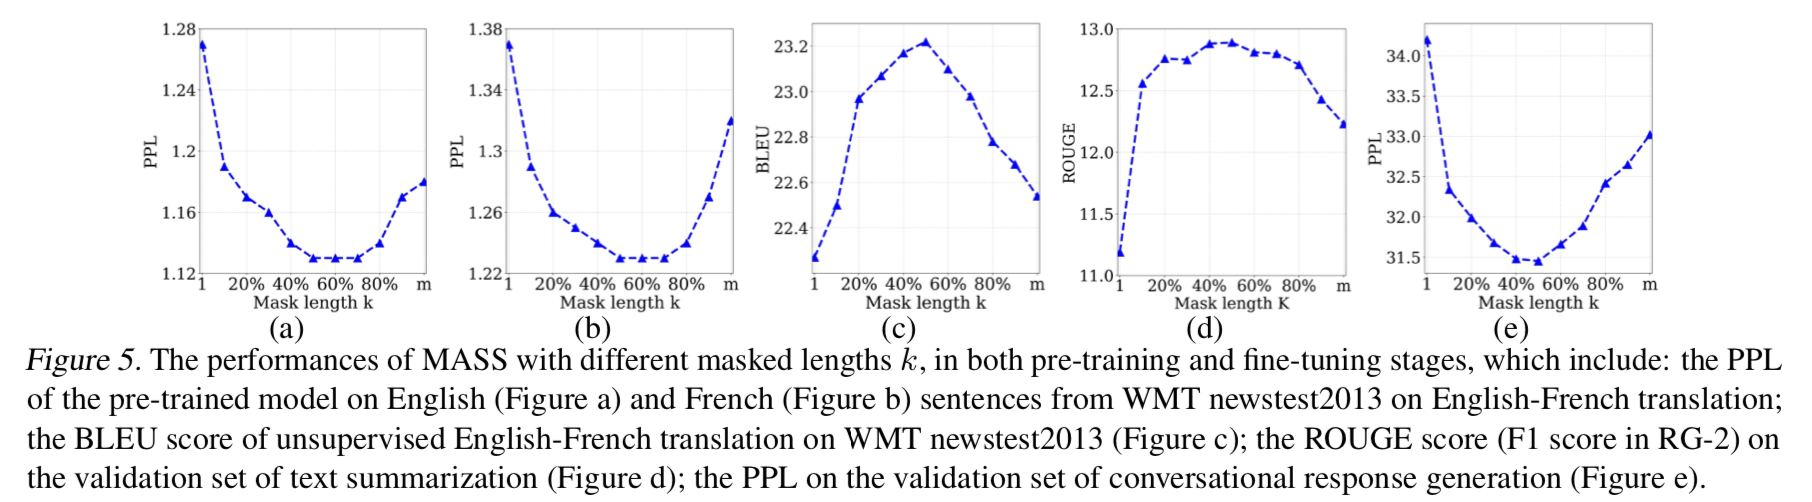 1.28
1.24
1.2
1.16
1.12
PPL
1 20% 40% 60% 80% m
Mask length k
(a)
1.38
1.34
1.3
1.26
1.22
PPL
1 20% 40% 60% 80% m
Mask length k
(b)
23.2
23.0
22.8
22.6
22.4
BLEU
1 20% 40% 60% 80% m
Mask length k
(c)
13.0
12.5
12.0
11.5
11.0
ROUGE
1 20% 40% 60% 80% m
Mask length K
(d)
34.0
33.5
33.0
32.5
32.0
31.5
PPL
1 20% 40% 60% 80% m
Mask length k
(e)
Figure 5. The performances of MASS with different masked lengths k, in both pre-training and fine-tuning stages, which include: the PPL
of the pre-trained model on English (Figure a) and French (Figure b) sentences from WMT newstest2013 on English-French translation;
the BLEU score of unsupervised English-French translation on WMT newstest2013 (Figure c); the ROUGE score (F1 score in RG-2) on
the validation set of text summarization (Figure d); the PPL on the validation set of conversational response generation (Figure e).